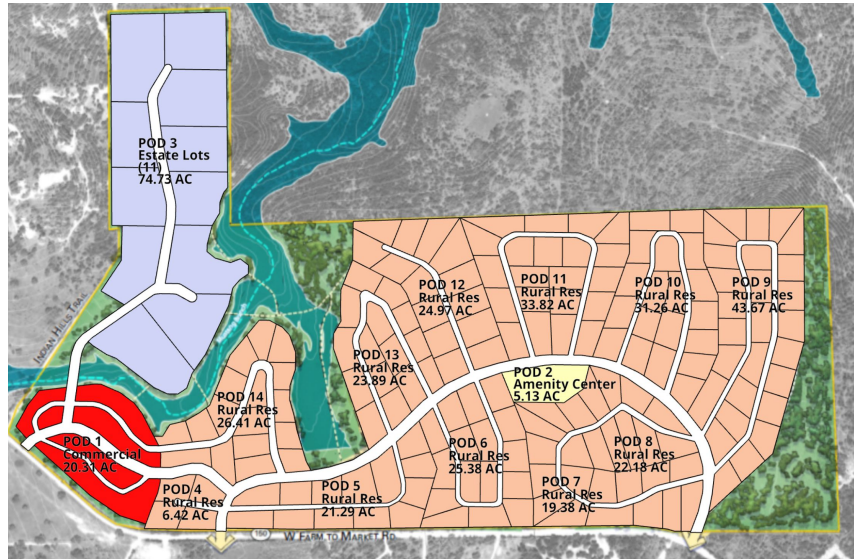 POD 3
Estate Lots
(11)
74.73 AC
POD 12
Rural Res
24.97 AC
POD 11
Rural Res
33.82 AC
POD 10
Rural Res
31.26 AC
POD 9
Rural Res
43.67 AC
POD 13
Rural Res
23.89 AC
POD 2
Amenity Center
5.13 AC
POD 14
Rural Res
26.41 AC
POD 1
Commercial
20.31 AC
POD 6
Rural Res
25.38 AC
POD 8
Rural Res
22.18 AC
POD 4
Rural Res
6.42 AC
POD 5
Rural Res
21.29 AC
POD 7
Rural Res
19.38 AC
150
W Farm to Market Rd